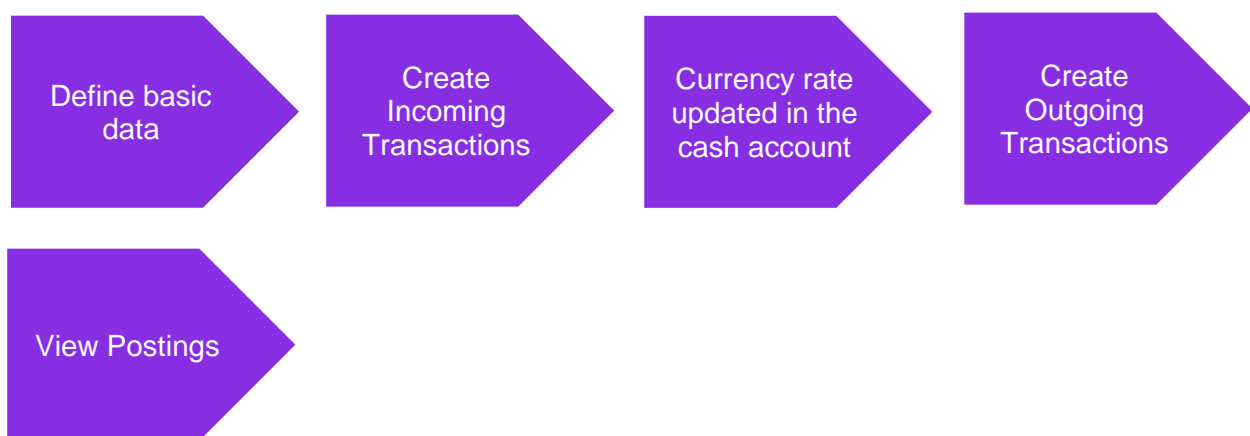 Define basic
data
Create
Incoming
Transactions
Currency rate
updated in the
cash account
Create
Outgoing
Transactions
View Postings